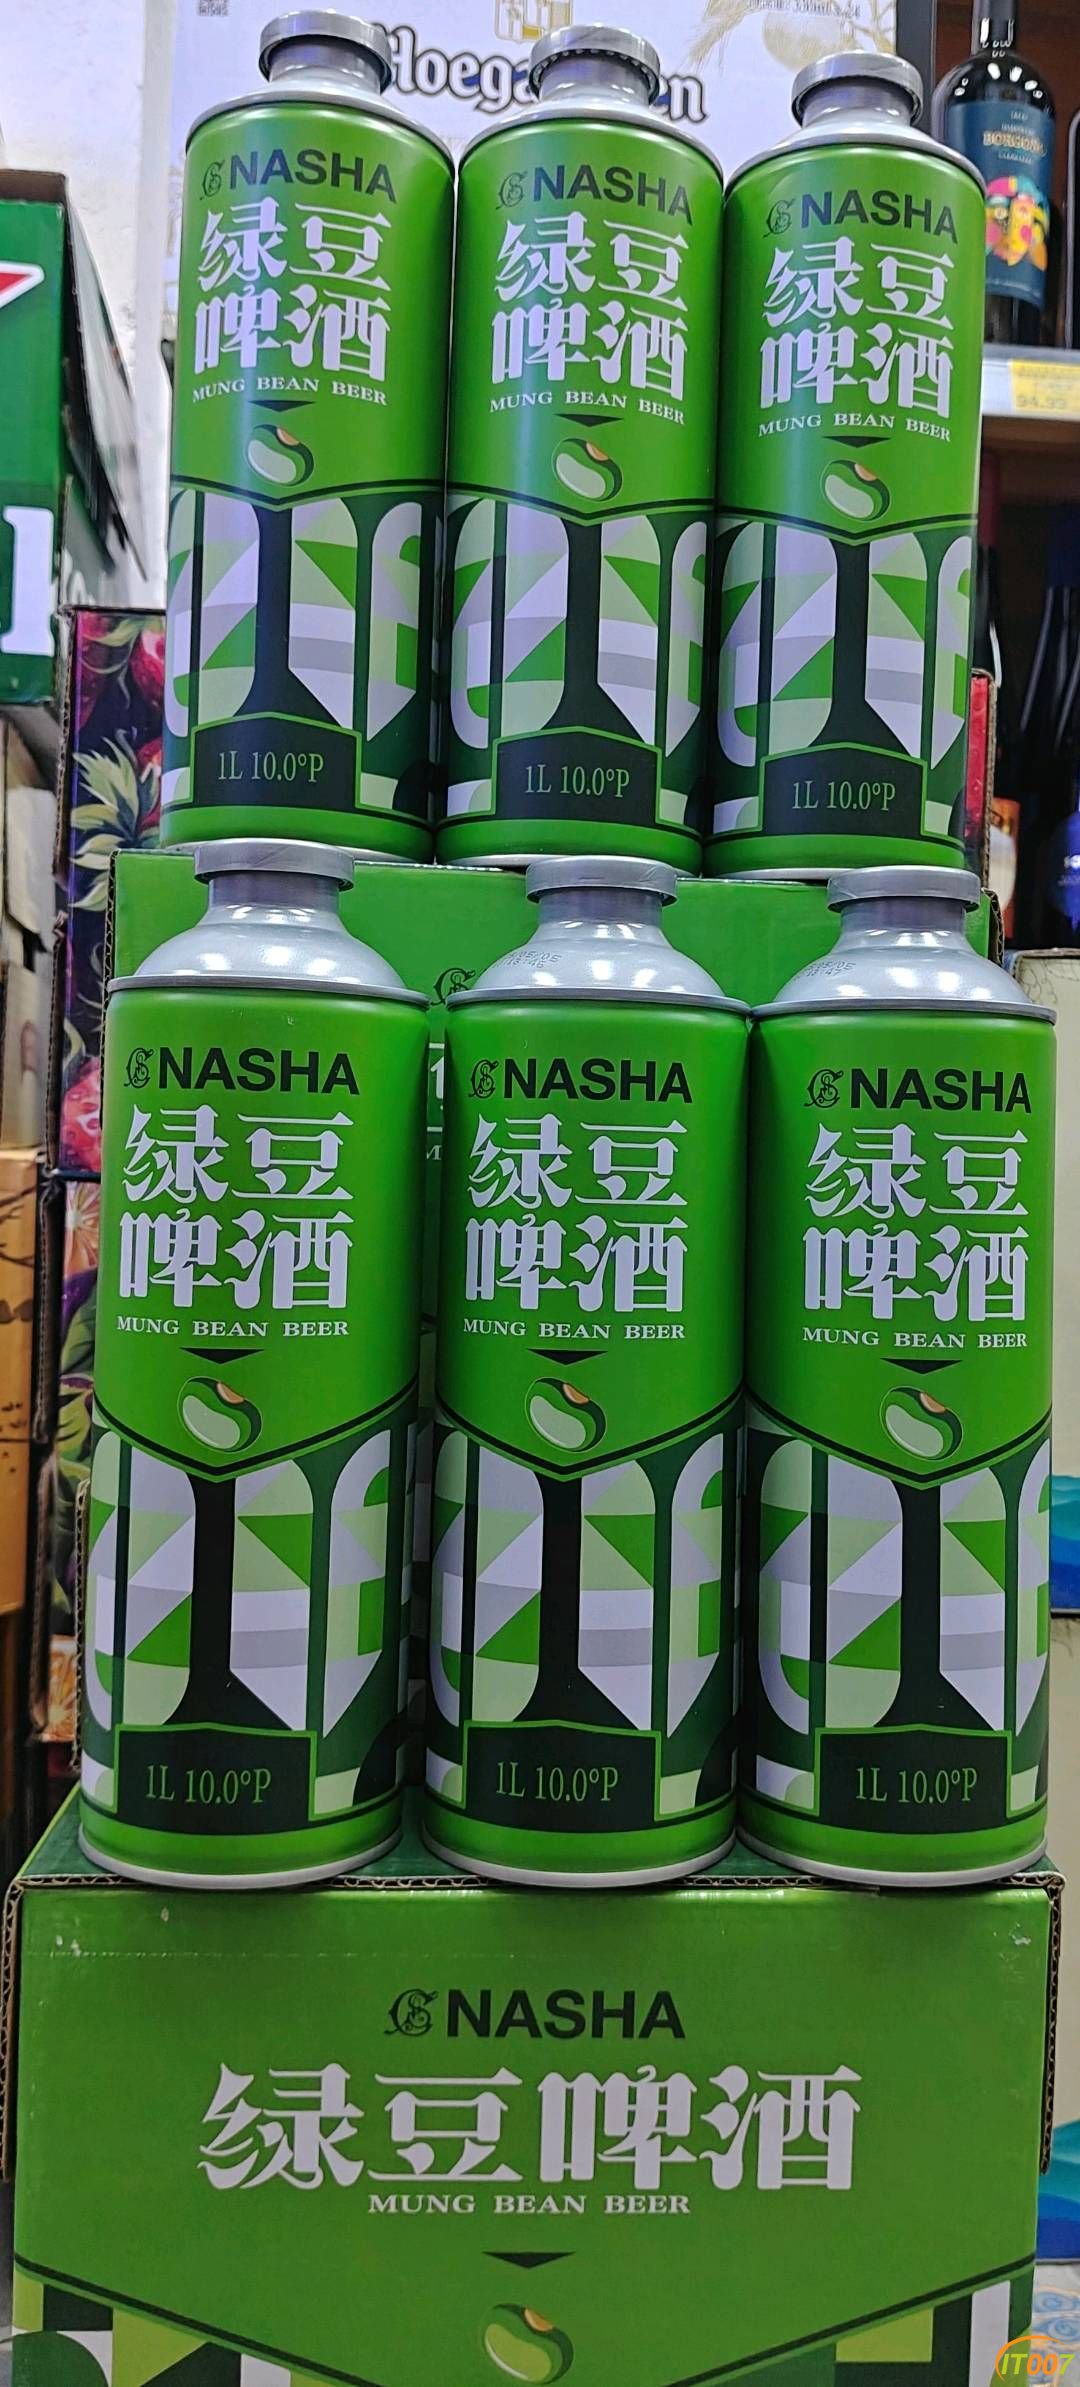 Hoegaarden
330ml x 24
NASHA
绿豆
啤酒
MUNG BEAN BEER
1L 10.0°P
NASHA
绿豆
啤酒
MUNG BEAN BEER
1L 10.0°P
NASHA
绿豆
啤酒
MUNG BEAN BEER
1L 10.0°P
NASHA
绿豆
啤酒
MUNG BEAN BEER
1L 10.0°P
NASHA
绿豆
啤酒
MUNG BEAN BEER
1L 10.0°P
NASHA
绿豆
啤酒
MUNG BEAN BEER
1L 10.0°P
NASHA
绿豆啤酒
MUNG BEAN BEER
IT007